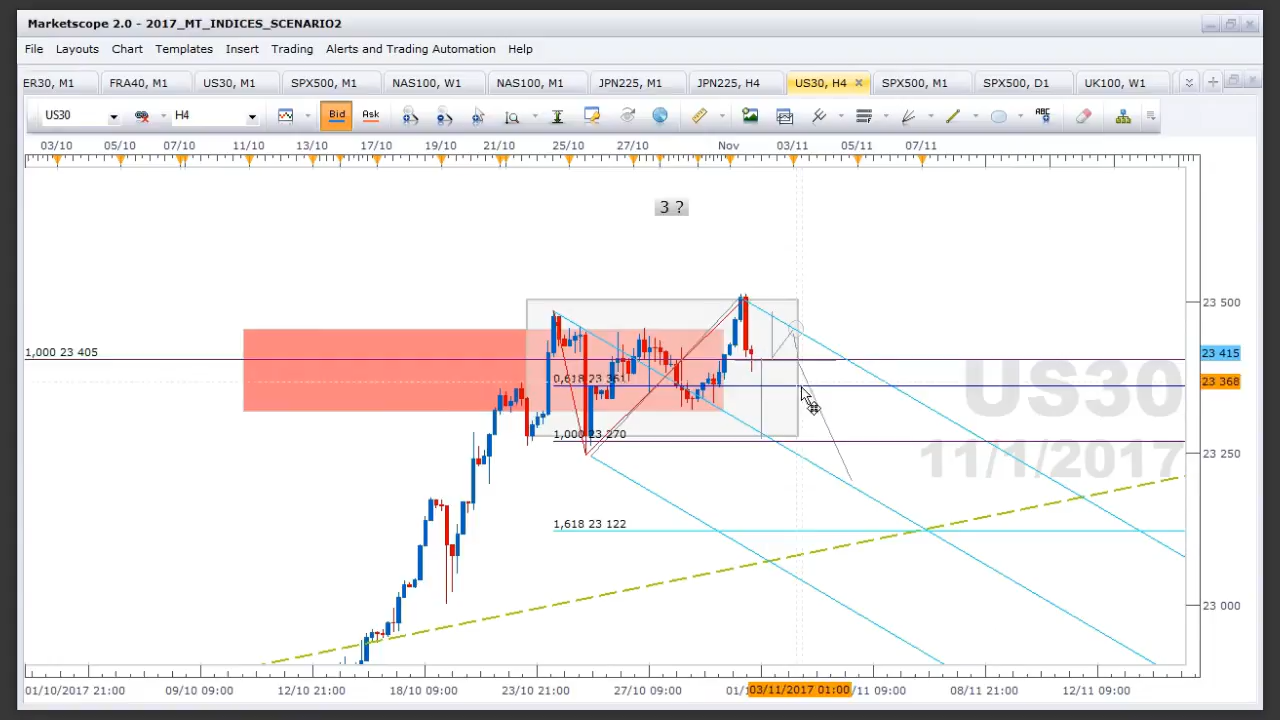 Marketscope 2.0 - 2017_MT_INDICES_SCENARIO2
File Layouts Chart Templates Insert Trading Alerts and Trading Automation Help
ER30, M1 FRA40, M1 US30, M1 SPX500, M1 NAS100, W1 NAS100, M1 JPN225, M1 JPN225, H4 US30, H4 SPX500, M1 SPX500, D1 UK100, W1
US30 H4 Bid Ask ABC
03/10 05/10 07/10 11/10 13/10 17/10 19/10 21/10 25/10 27/10 Nov 03/11 05/11 07/11
3 ?
23 500
1,000 23 405
23 415
0,618 23 361
23 368
US30
1,000 23 270
23 250
11/1/2017
1,618 23 122
23 000
01/10/2017 21:00 09/10 09:00 12/10 21:00 18/10 09:00 23/10 21:00 27/10 09:00 01/1 03/11/2017 01:00 /11 09:00 08/11 21:00 12/11 09:00